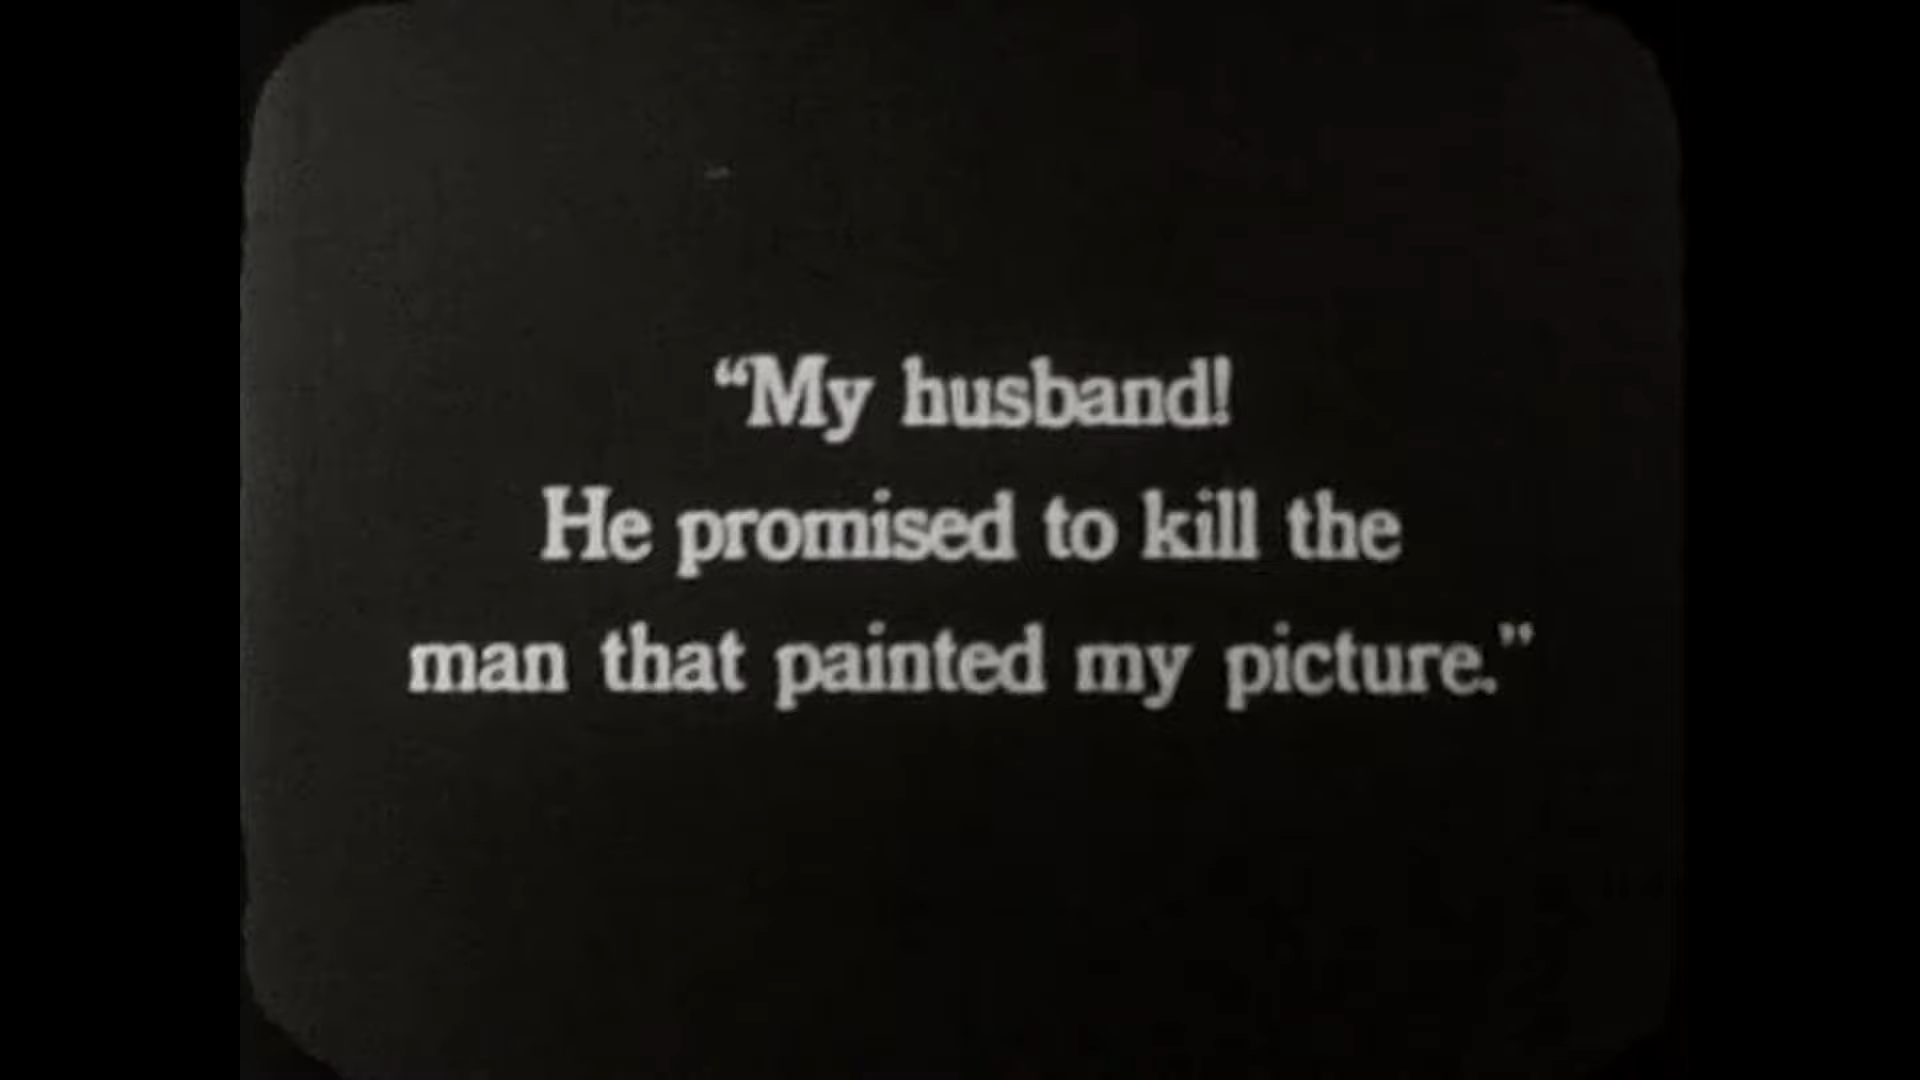 “My husband!
He promised to kill the
man that painted my picture.”